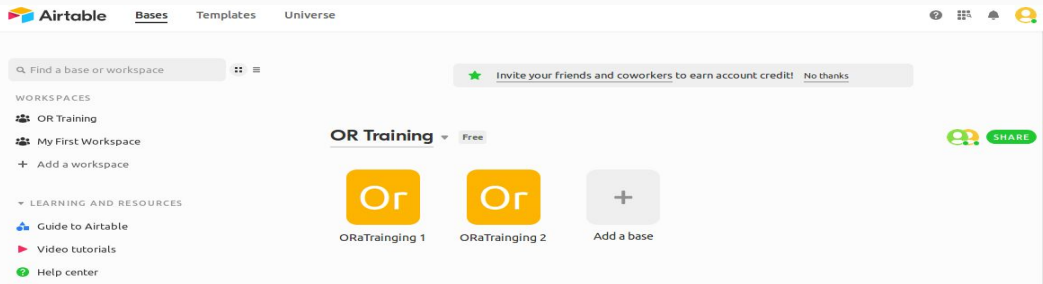 Airtable Bases Templates Universe
Find a base or workspace
Invite your friends and coworkers to earn account credit! No thanks
WORKSPACES
OR Training
My First Workspace
Add a workspace
OR Training Free
SHARE
LEARNING AND RESOURCES
Guide to Airtable
Video tutorials
Help center
Or Or
ORaTrainging 1 ORaTrainging 2 Add a base